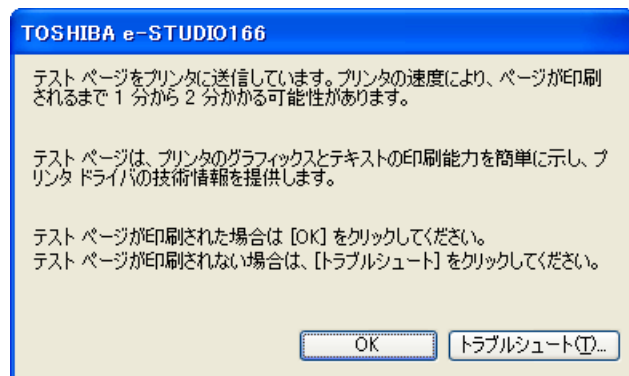 TOSHIBA e-STUDIO166
テスト ページをプリンタに送信しています。プリンタの速度により、ページが印刷
されるまで 1 分から 2 分かかる可能性があります。
テスト ページは、プリンタのグラフィックスとテキストの印刷能力を簡単に示し、プ
リンタ ドライバの技術情報を提供します。
テスト ページが印刷された場合は [OK] をクリックしてください。
テスト ページが印刷されない場合は、[トラブルシュート] をクリックしてください。
OK トラブルシュート(T)...